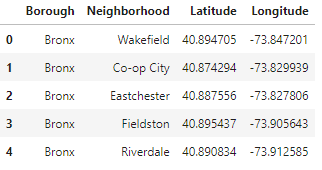 Borough Neighborhood Latitude Longitude
0 Bronx Wakefield 40.894705 -73.847201
1 Bronx Co-op City 40.874294 -73.829939
2 Bronx Eastchester 40.887556 -73.827806
3 Bronx Fieldston 40.895437 -73.905643
4 Bronx Riverdale 40.890834 -73.912585